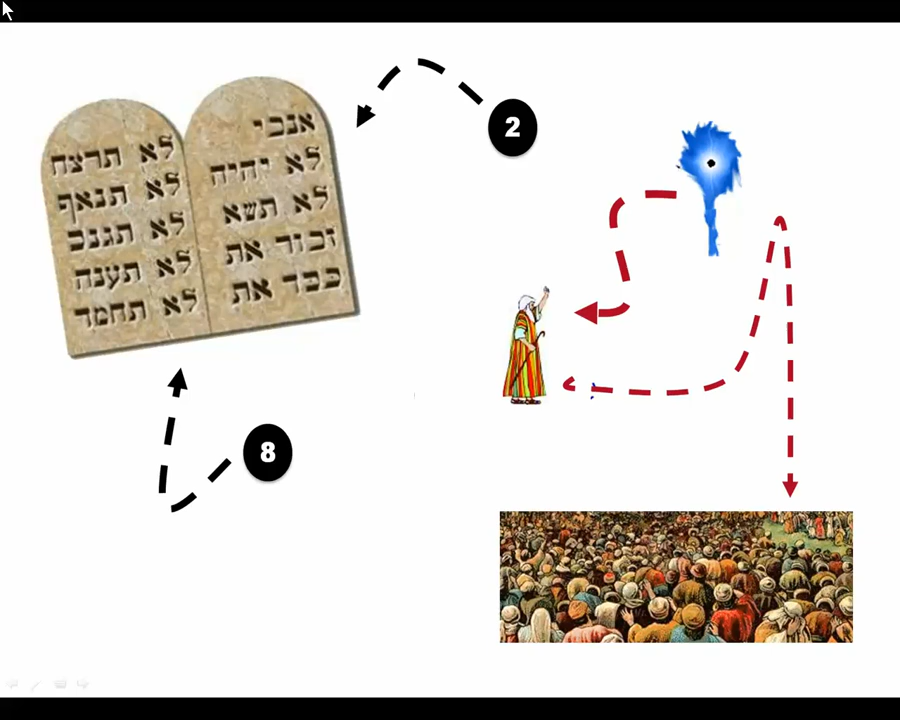 אנכי
לא יהיה
לא תשא
זכור את
כבד את
לא תרצח
לא תנאף
לא תגנב
לא תענה
לא תחמד
2
8